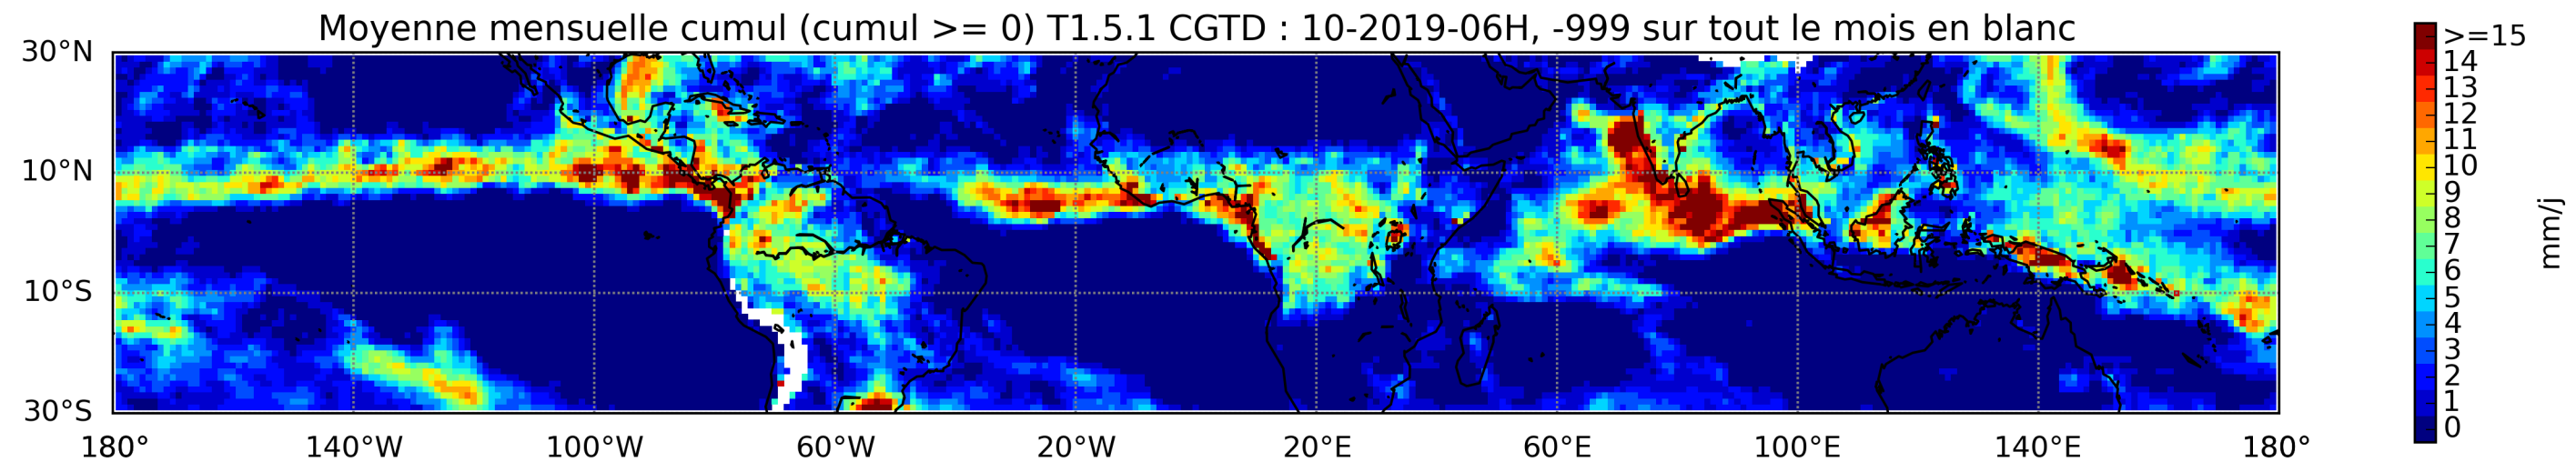 Moyenne mensuelle cumul (cumul >= 0) T1.5.1 CGTD : 10-2019-06H, -999 sur tout le mois en blanc
30°N
10°N
10°S
30°S
180° 140°W 100°W 60°W 20°W 20°E 60°E 100°E 140°E 180°
>=15
14
13
12
11
10
9
8
7
6
5
4
3
2
1
0
mm/j